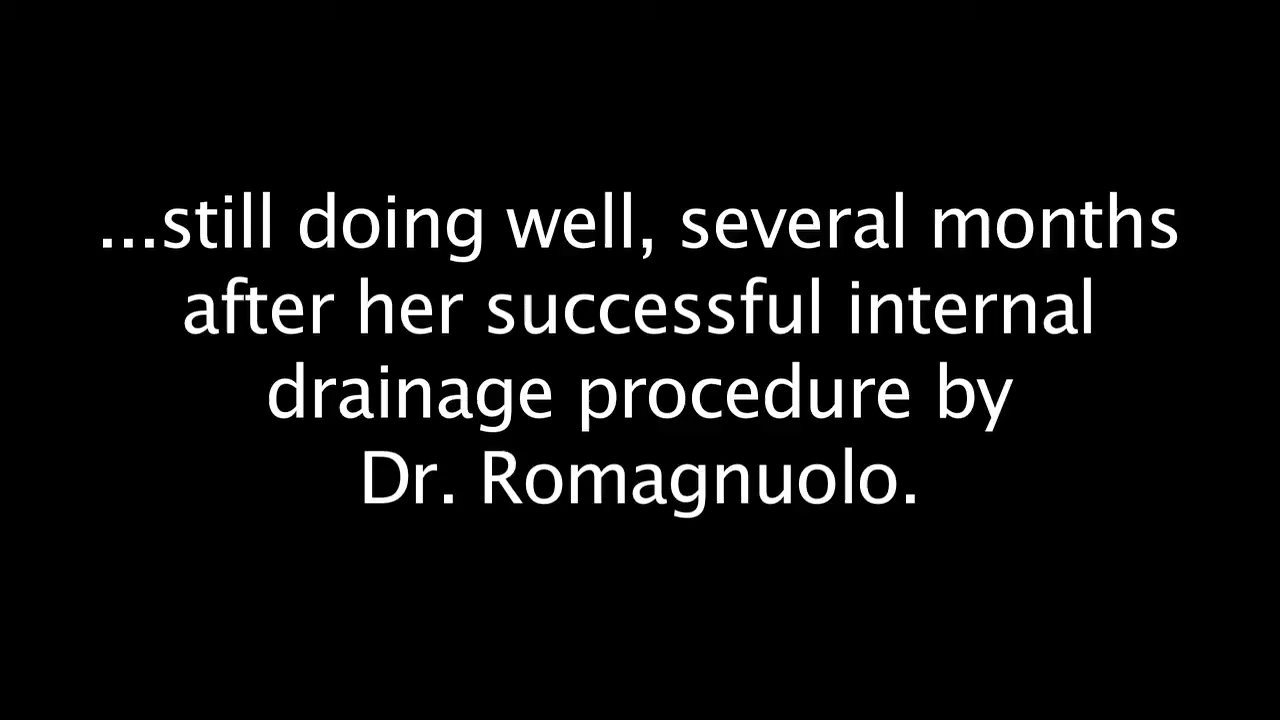 ...still doing well, several months
after her successful internal
drainage procedure by
Dr. Romagnuolo.